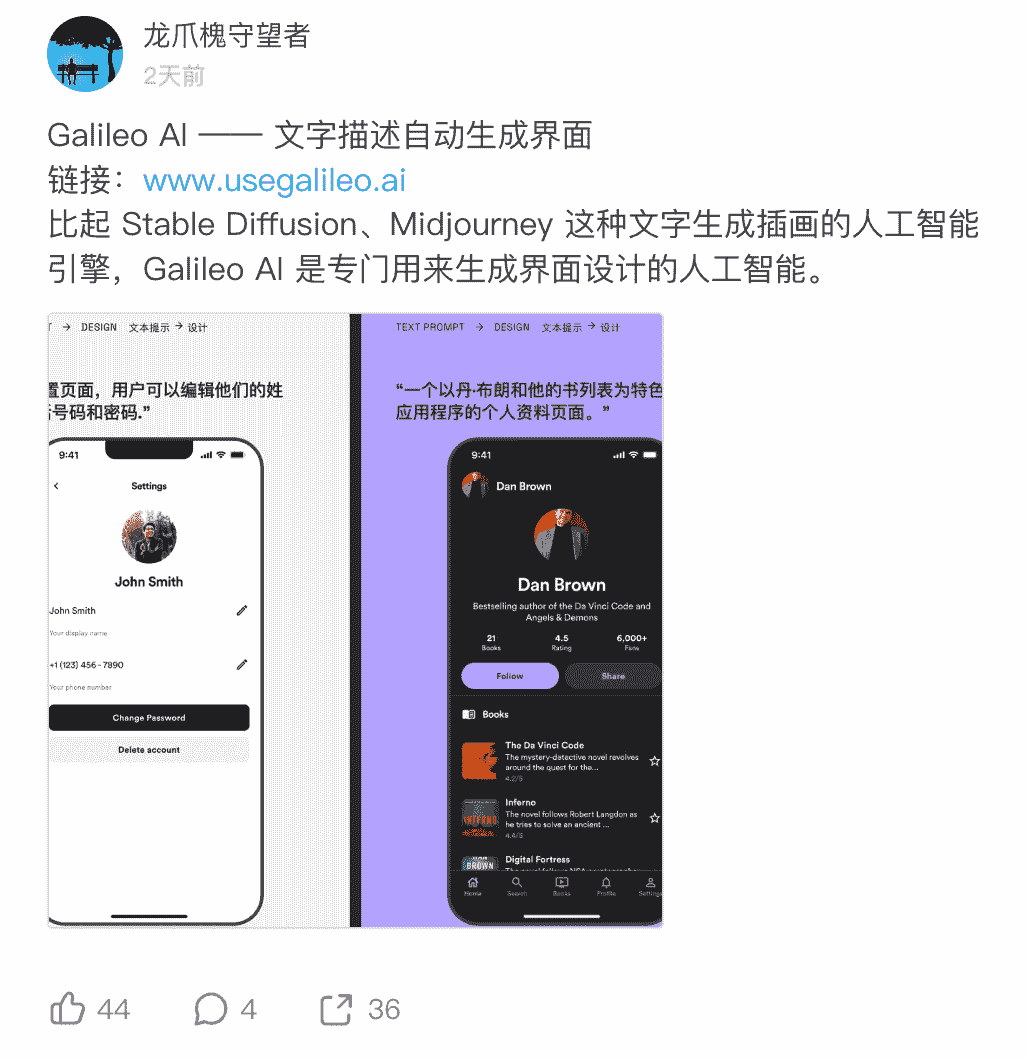 龙爪槐守望者
2天前
Galileo AI —— 文字描述自动生成界面
链接：www.usegalileo.ai
比起 Stable Diffusion、Midjourney 这种文字生成插画的人工智能
引擎，Galileo AI 是专门用来生成界面设计的人工智能。
→ DESIGN 文本提示 → 设计
置页面，用户可以编辑他们的姓
号码和密码.”
9:41
Settings
John Smith
John Smith
Your display name
+1 (123) 456-7890
Your phone number
Change Password
Delete account
TEXT PROMPT → DESIGN 文本提示 → 设计
“一个以丹·布朗和他的书列表为特色
应用程序的个人资料页面。”
9:41
Dan Brown
Dan Brown
Bestselling author of the Da Vinci Code and
Angels & Demons
21 4.5 6,000+
Books Rating Fans
Follow Share
Books
The Da Vinci Code
The mystery-detective novel revolves
around the quest for the...
4.2/5
Inferno
The novel follows Robert Langdon as
he tries to solve an ancient ...
4.4/5
Digital Fortress
BROWN
Home Search Books Profile Settings
44 4 36